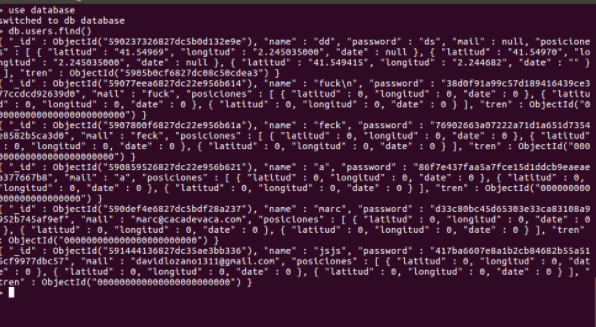 > use database
switched to db database
> db.users.find()
{ "_id" : ObjectId("590237326827dc5b0d132e9e"), "name" : "dd", "password" : "ds", "mail" : null, "posicione
s" : [ { "latitud" : "41.54969", "longitud" : "2.245035000", "date" : null }, { "latitud" : "41.54970", "lo
ngitud" : "2.245035000", "date" : null }, { "latitud" : "41.549415", "longitud" : "2.244682", "date" : "" }
 ], "tren" : ObjectId("5905b0cf6827dc08c50cdea3") }
{ "_id" : ObjectId("59077eea6827dc22e956b614"), "name" : "fuck\n", "password" : "38d0f91a99c57d189416439ce3
77ccdcd92639d0", "mail" : "fuck", "posiciones" : [ { "latitud" : 0, "longitud" : 0, "date" : 0 }, { "latitu
d" : 0, "longitud" : 0, "date" : 0 }, { "latitud" : 0, "longitud" : 0, "date" : 0 } ], "tren" : ObjectId("0
00000000000000000000000") }
{ "_id" : ObjectId("590780 0f6827dc22e956b61a"), "name" : "feck", "password" : "76902663a07222a71d1a651d7354
e8582b5ca3d0", "mail" : "feck", "posiciones" : [ { "latitud" : 0, "longitud" : 0, "date" : 0 }, { "latitud"
 : 0, "longitud" : 0, "date" : 0 }, { "latitud" : 0, "longitud" : 0, "date" : 0 } ], "tren" : ObjectId("000
000000000000000000000") }
{ "_id" : ObjectId("590859526827dc22e956b621"), "name" : "a", "password" : "86f7e437faa5a7fce15d1ddcb9eaeae
a377667b8", "mail" : "a", "posiciones" : [ { "latitud" : 0, "longitud" : 0, "date" : 0 }, { "latitud" : 0,
"longitud" : 0, "date" : 0 }, { "latitud" : 0, "longitud" : 0, "date" : 0 } ], "tren" : ObjectId("000000000
000000000000000") }
{ "_id" : ObjectId("590def4e6827dc5bdf28a237"), "name" : "marc", "password" : "d33c80bc45d65303e33ca83108a9
952b745af9ef", "mail" : "marc@cacadevaca.com", "posiciones" : [ { "latitud" : 0, "longitud" : 0, "date" : 0
 }, { "latitud" : 0, "longitud" : 0, "date" : 0 }, { "latitud" : 0, "longitud" : 0, "date" : 0 } ], "tren"
: ObjectId("000000000000000000000000") }
{ "_id" : ObjectId("591444136827dc35ae3bb336"), "name" : "jsjs", "password" : "417ba6607e8a1b2cb84682b55a51
5cf9977dbc57", "mail" : "davidlozano1311@gmail.com", "posiciones" : [ { "latitud" : 0, "longitud" : 0, "dat
e" : 0 }, { "latitud" : 0, "longitud" : 0, "date" : 0 }, { "latitud" : 0, "longitud" : 0, "date" : 0 } ], "
tren" : ObjectId("000000000000000000000000") }
>